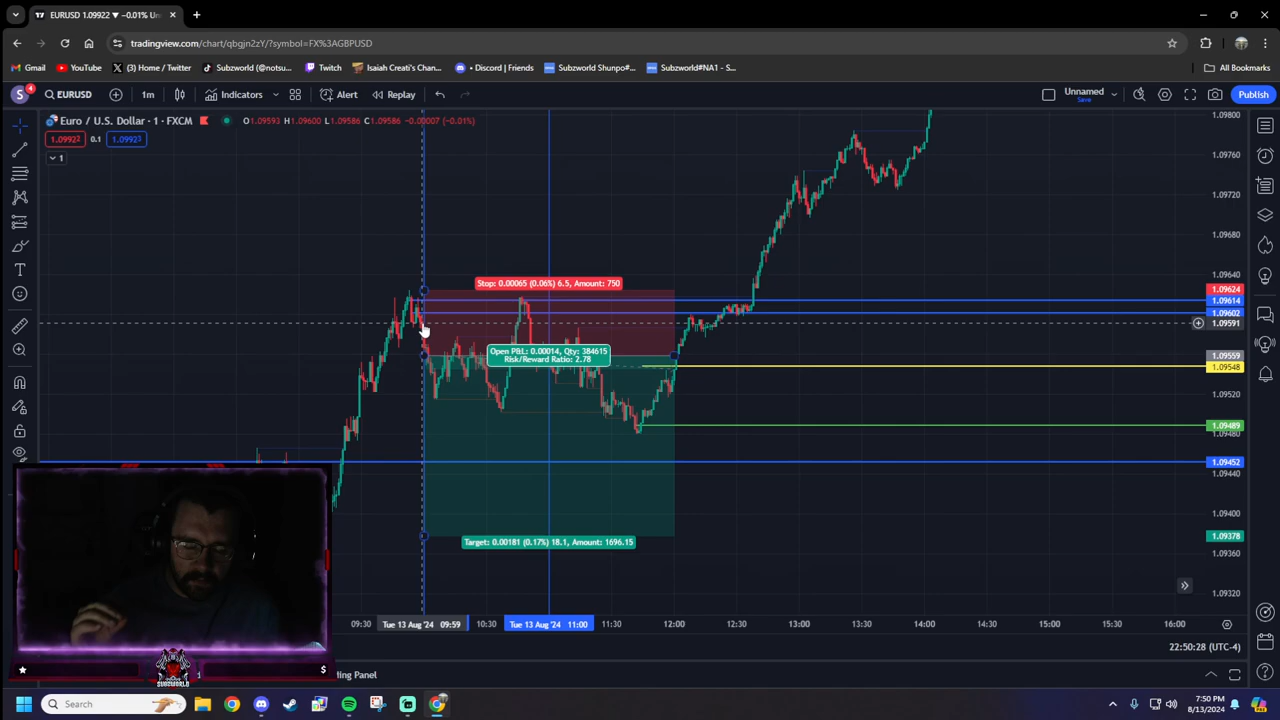 EURUSD 1.09922 ▼ −0.01% Un
tradingview.com/chart/qbgjn2zY/?symbol=FX%3AGBPUSD
Gmail
YouTube
(3) Home / Twitter
Subzworld (@notsu...
Twitch
Isaiah Creati's Chan...
Discord | Friends
Subzworld Shunpo#...
Subzworld#NA1 - S...
All Bookmarks
S 4
EURUSD
1m
Indicators
Alert
Replay
Unnamed
Save
Publish
Euro / U.S. Dollar · 1 · FXCM
O1.09593 H1.09600 L1.09586 C1.09586 −0.00007 (−0.01%)
1.09922
0.1
1.09923
1
1.09800
1.09760
1.09720
1.09680
1.09640
1.09624
1.09614
1.09602
1.09591
1.09559
1.09548
1.09520
1.09489
1.09480
1.09452
1.09440
1.09400
1.09378
1.09360
1.09320
Stop: 0.00065 (0.06%) 6.5, Amount: 750
Open P&L: 0.00014, Qty: 384615
Risk/Reward Ratio: 2.78
Target: 0.00181 (0.17%) 18.1, Amount: 1696.15
09:30
Tue 13 Aug '24 09:59
10:30
Tue 13 Aug '24 11:00
11:30
12:00
12:30
13:00
13:30
14:00
14:30
15:00
15:30
16:00
22:50:28 (UTC-4)
SUBZWORLD
$
ting Panel
Search
7:50 PM
8/13/2024